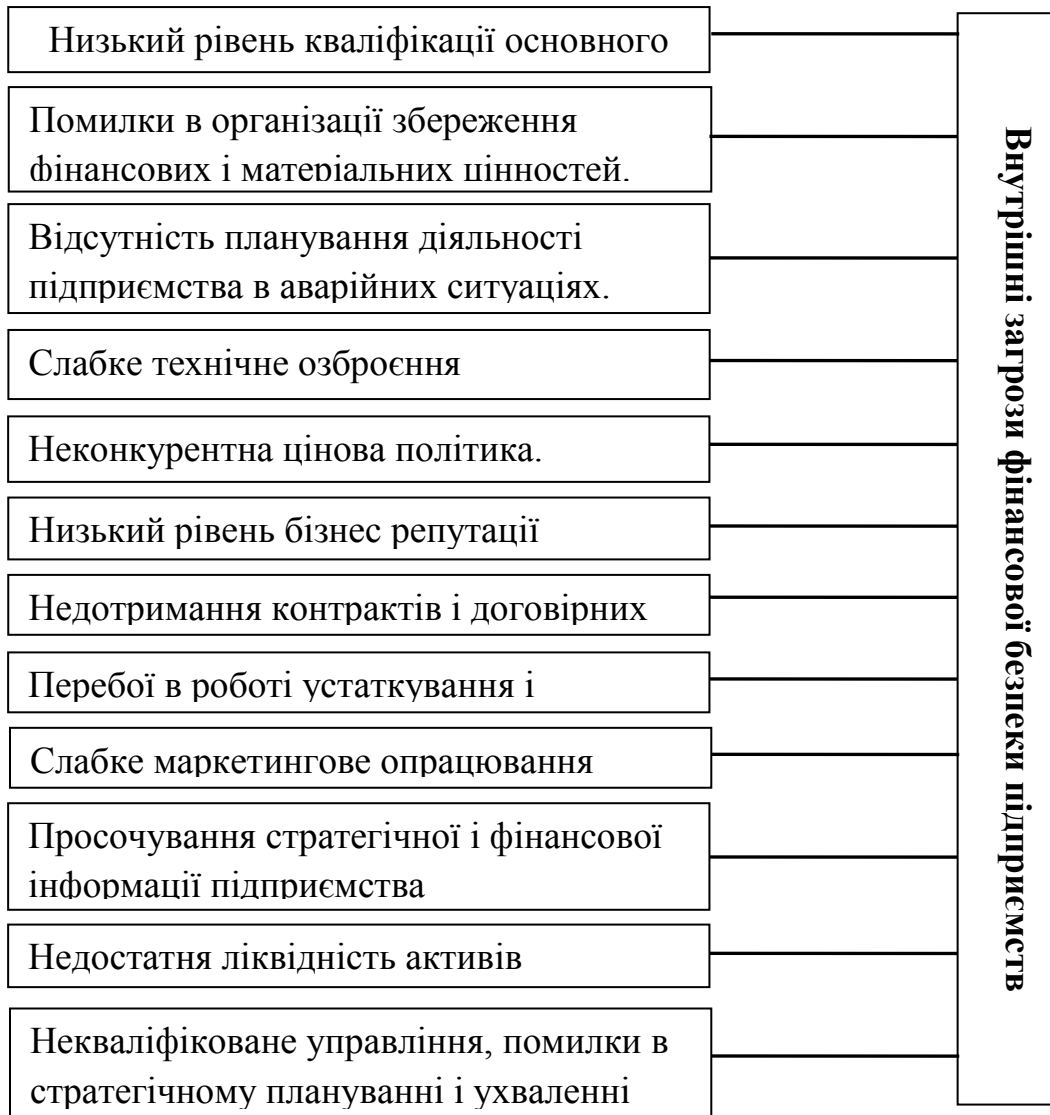 Низький рівень кваліфікації основного
Помилки в організації збереження
фінансових і матеріальних цінностей.
Відсутність планування діяльності
підприємства в аварійних ситуаціях.
Слабке технічне озброєння
Неконкурентна цінова політика.
Низький рівень бізнес репутації
Недотримання контрактів і договірних
Перебої в роботі устаткування і
Слабке маркетингове опрацювання
Просочування стратегічної і фінансової
інформації підприємства
Недостатня ліквідність активів
Некваліфіковане управління, помилки в
стратегічному плануванні і ухваленні
Внутрішні загрози фінансової безпеки підприємств